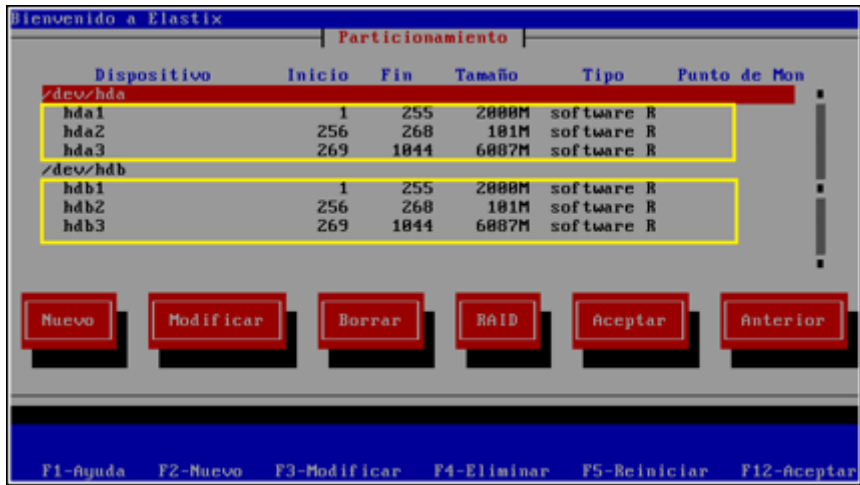 Bienvenido a Elastix
Particionamiento
Dispositivo Inicio Fin Tamaño Tipo Punto de Mon
/dev/hda
hda1 1 255 2000M software R
hda2 256 268 101M software R
hda3 269 1044 6087M software R
/dev/hdb
hdb1 1 255 2000M software R
hdb2 256 268 101M software R
hdb3 269 1044 6087M software R
Nuevo Modificar Borrar RAID Aceptar Anterior
F1-Ayuda F2-Nuevo F3-Modificar F4-Eliminar F5-Reiniciar F12-Aceptar